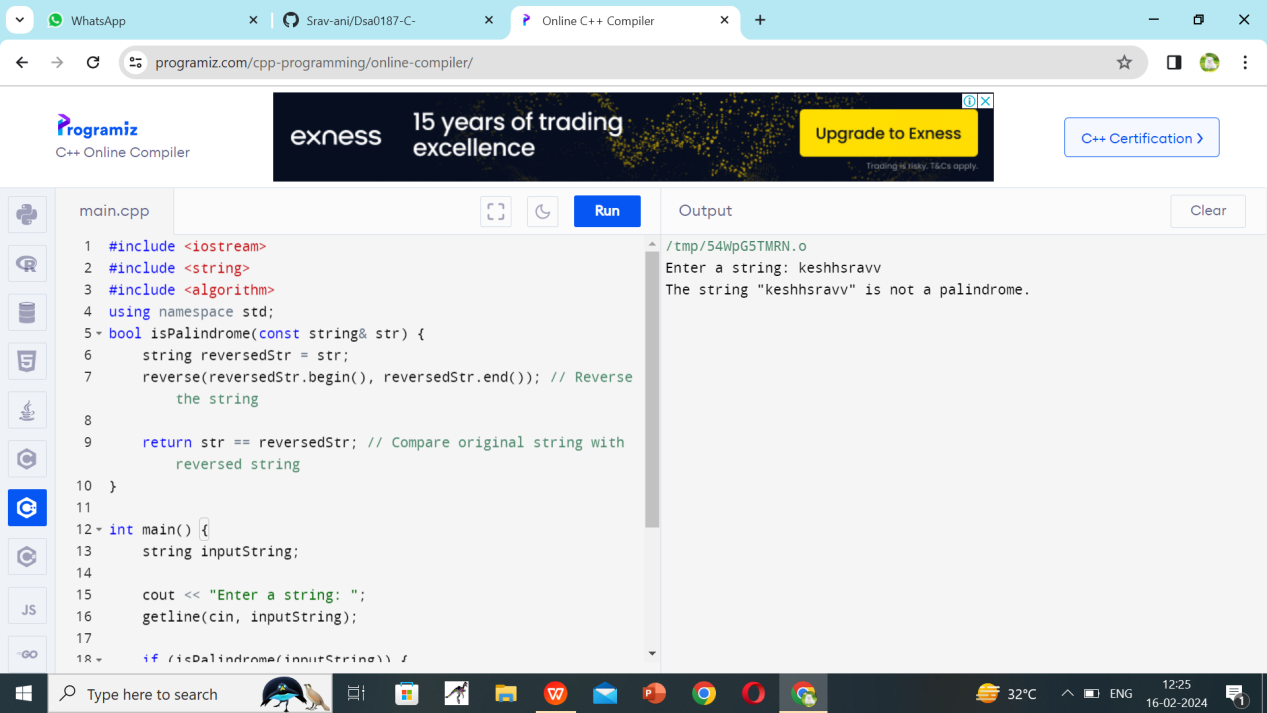 WhatsApp
Srav-ani/Dsa0187-C-
Online C++ Compiler
programiz.com/cpp-programming/online-compiler/
Programiz
C++ Online Compiler
exness
15 years of trading
excellence
Upgrade to Exness
Trading is risky. T&Cs apply.
C++ Certification
main.cpp
Run
Output
Clear
1 #include <iostream>
2 #include <string>
3 #include <algorithm>
4 using namespace std;
5 bool isPalindrome(const string& str) {
6 string reversedStr = str;
7 reverse(reversedStr.begin(), reversedStr.end()); // Reverse
the string
8
9 return str == reversedStr; // Compare original string with
reversed string
10 }
11
12 int main() {
13 string inputString;
14
15 cout << "Enter a string: ";
16 getline(cin, inputString);
17
18 if (isPalindrome(inputString)) {
/tmp/54WpG5TMRN.o
Enter a string: keshhsravv
The string "keshhsravv" is not a palindrome.
JS
GO
Type here to search
32°C
ENG
12:25
16-02-2024
1